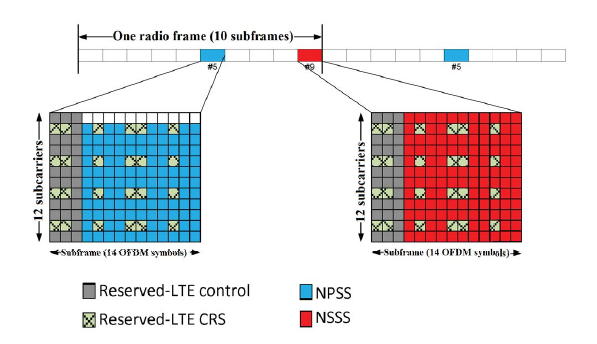 One radio frame (10 subframes)
#5
#9
#5
12 subcarriers
12 subcarriers
Subframe (14 OFDM symbols)
Subframe (14 OFDM symbols)
Reserved-LTE control
NPSS
Reserved-LTE CRS
NSSS